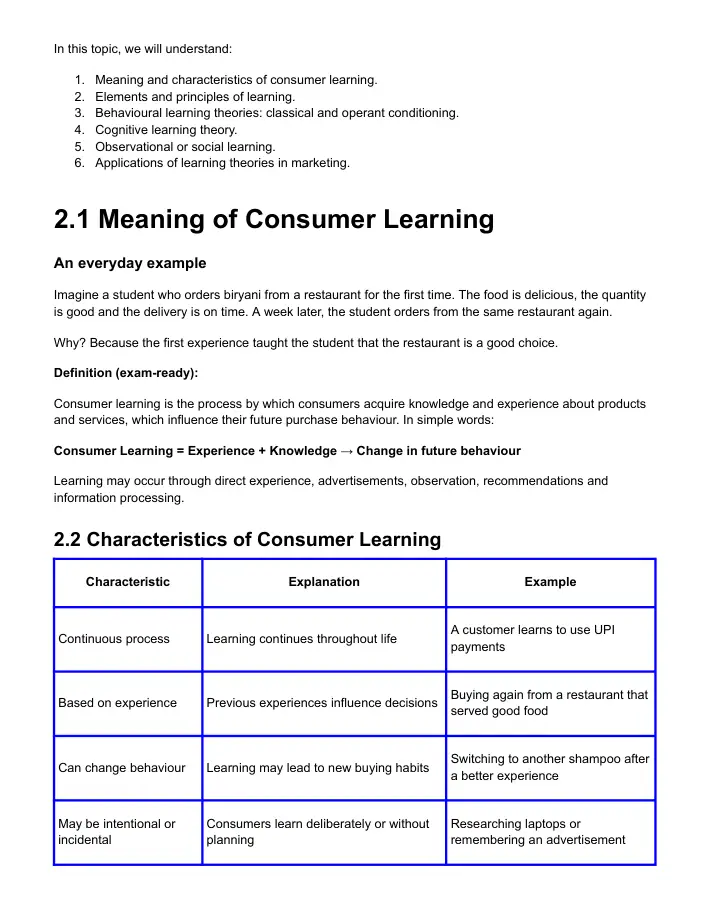 In this topic, we will understand:
1. Meaning and characteristics of consumer learning.
2. Elements and principles of learning.
3. Behavioural learning theories: classical and operant conditioning.
4. Cognitive learning theory.
5. Observational or social learning.
6. Applications of learning theories in marketing.
2.1 Meaning of Consumer Learning
An everyday example
Imagine a student who orders biryani from a restaurant for the first time. The food is delicious, the quantity
is good and the delivery is on time. A week later, the student orders from the same restaurant again.
Why? Because the first experience taught the student that the restaurant is a good choice.
Definition (exam-ready):
Consumer learning is the process by which consumers acquire knowledge and experience about products
and services, which influence their future purchase behaviour. In simple words:
Consumer Learning = Experience + Knowledge → Change in future behaviour
Learning may occur through direct experience, advertisements, observation, recommendations and
information processing.
2.2 Characteristics of Consumer Learning
Characteristic Explanation Example
Continuous process Learning continues throughout life A customer learns to use UPI
payments
Based on experience Previous experiences influence decisions Buying again from a restaurant that
served good food
Can change behaviour Learning may lead to new buying habits Switching to another shampoo after
a better experience
May be intentional or Consumers learn deliberately or without Researching laptops or
incidental planning remembering an advertisement